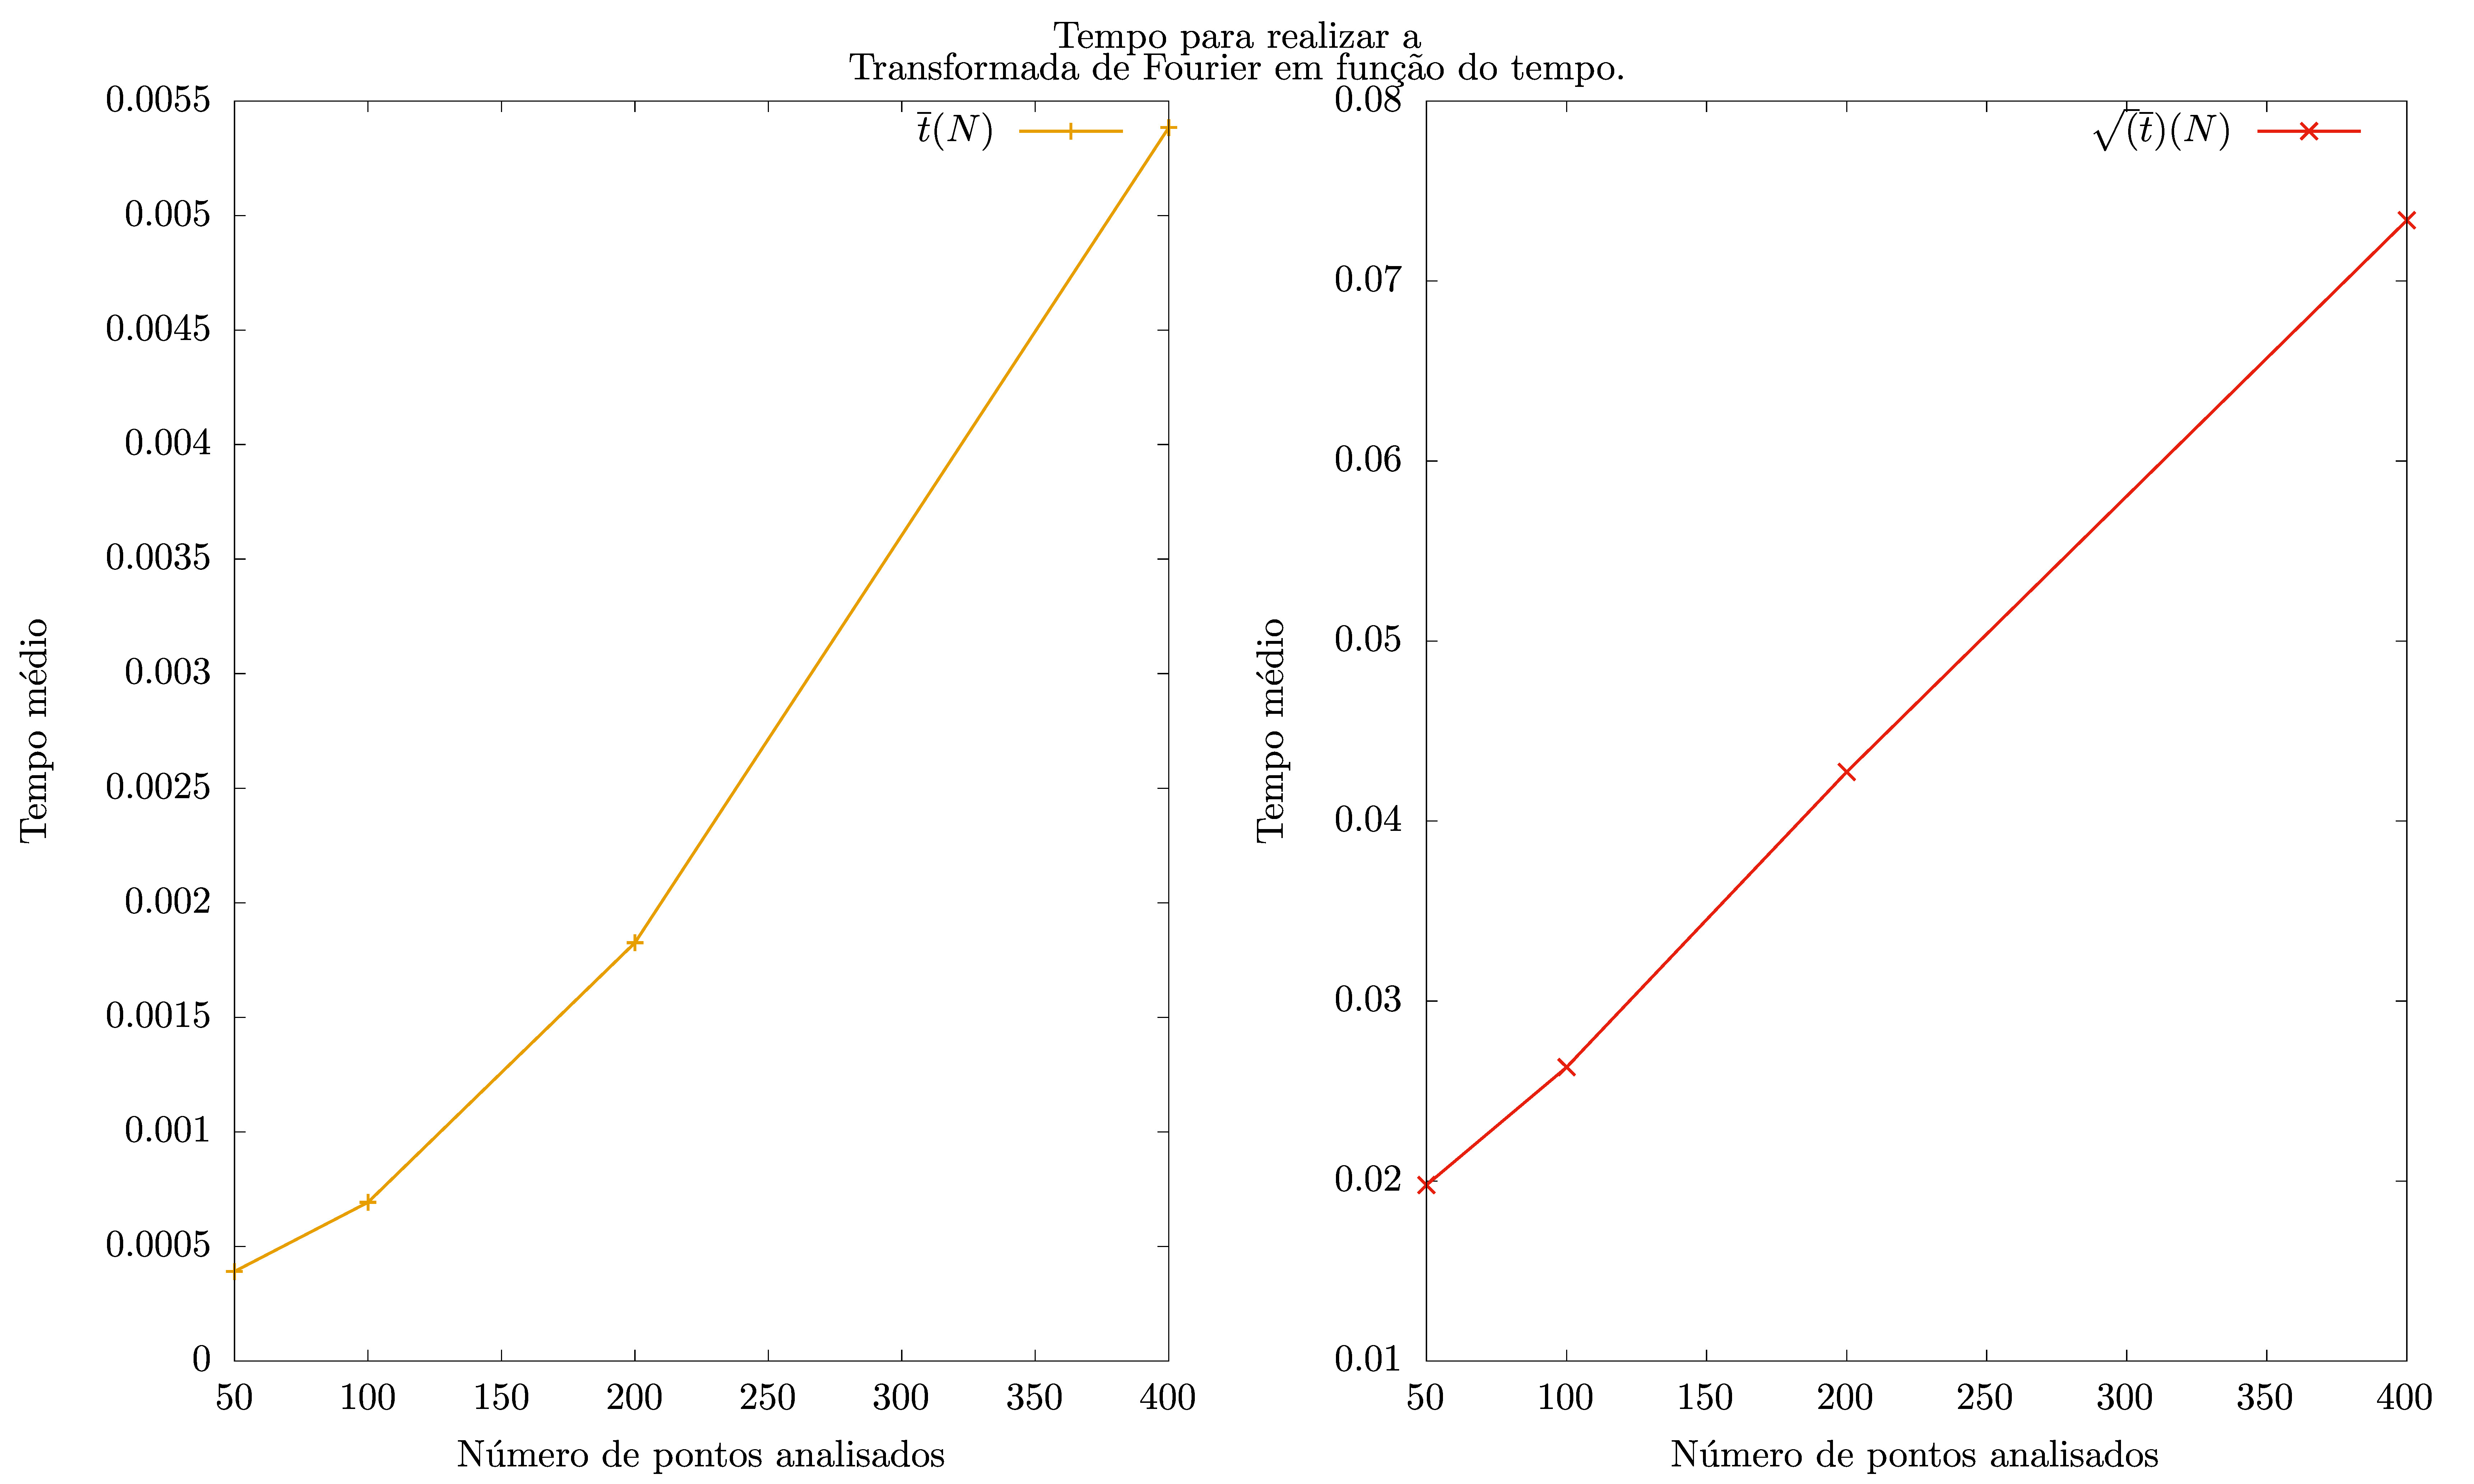 Tempo para realizar a
Transformada de Fourier em função do tempo.
0.0055
0.005
0.0045
0.004
0.0035
0.003
0.0025
0.002
0.0015
0.001
0.0005
0
50 100 150 200 250 300 350 400
Tempo médio
Número de pontos analisados
t̅(N)
0.08
0.07
0.06
0.05
0.04
0.03
0.02
0.01
50 100 150 200 250 300 350 400
Tempo médio
Número de pontos analisados
√(t̅)(N)